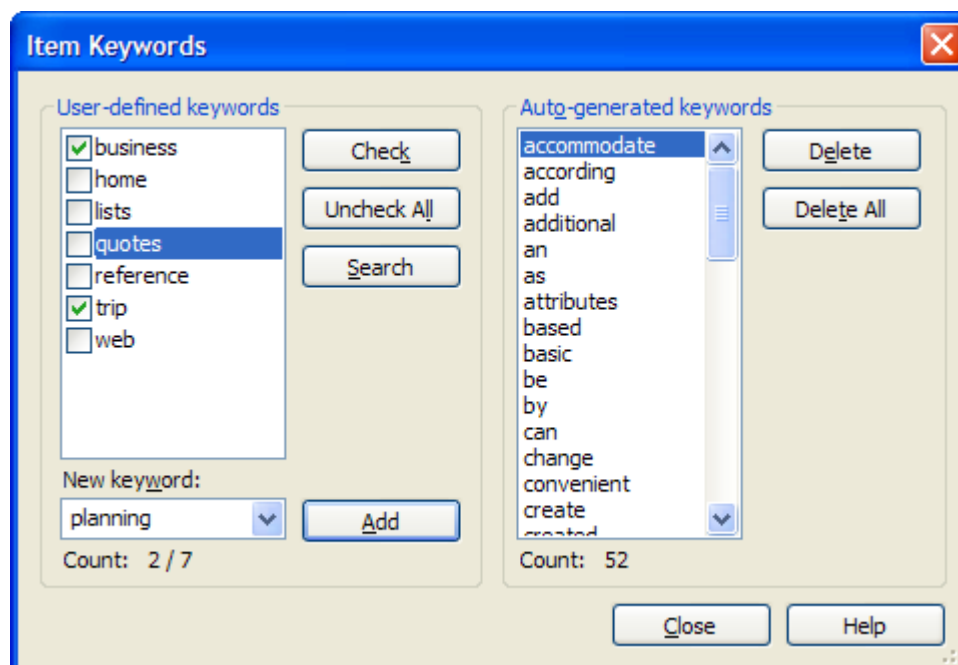 Item Keywords
User-defined keywords
business
home
lists
quotes
reference
trip
web
Check
Uncheck All
Search
New keyword:
planning
Add
Count: 2 / 7
Auto-generated keywords
accommodate
according
add
additional
an
as
attributes
based
basic
be
by
can
change
convenient
create
created
Delete
Delete All
Count: 52
Close
Help